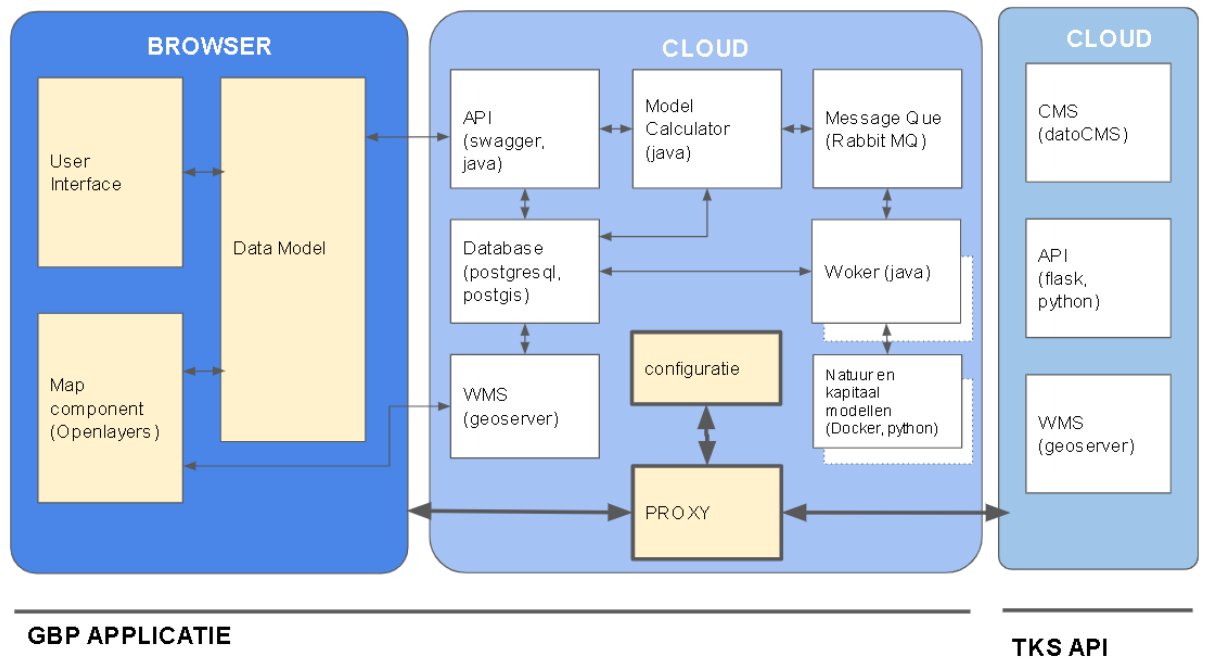 BROWSER
User
Interface
Data Model
Map
component
(Openlayers)
CLOUD
API
(swagger,
java)
Model
Calculator
(java)
Message Que
(Rabbit MQ)
Database
(postgresql,
postgis)
Woker (java)
WMS
(geoserver)
configuratie
Natuur en
kapitaal
modellen
(Docker, python)
PROXY
CLOUD
CMS
(datoCMS)
API
(flask,
python)
WMS
(geoserver)
GBP APPLICATIE
TKS API